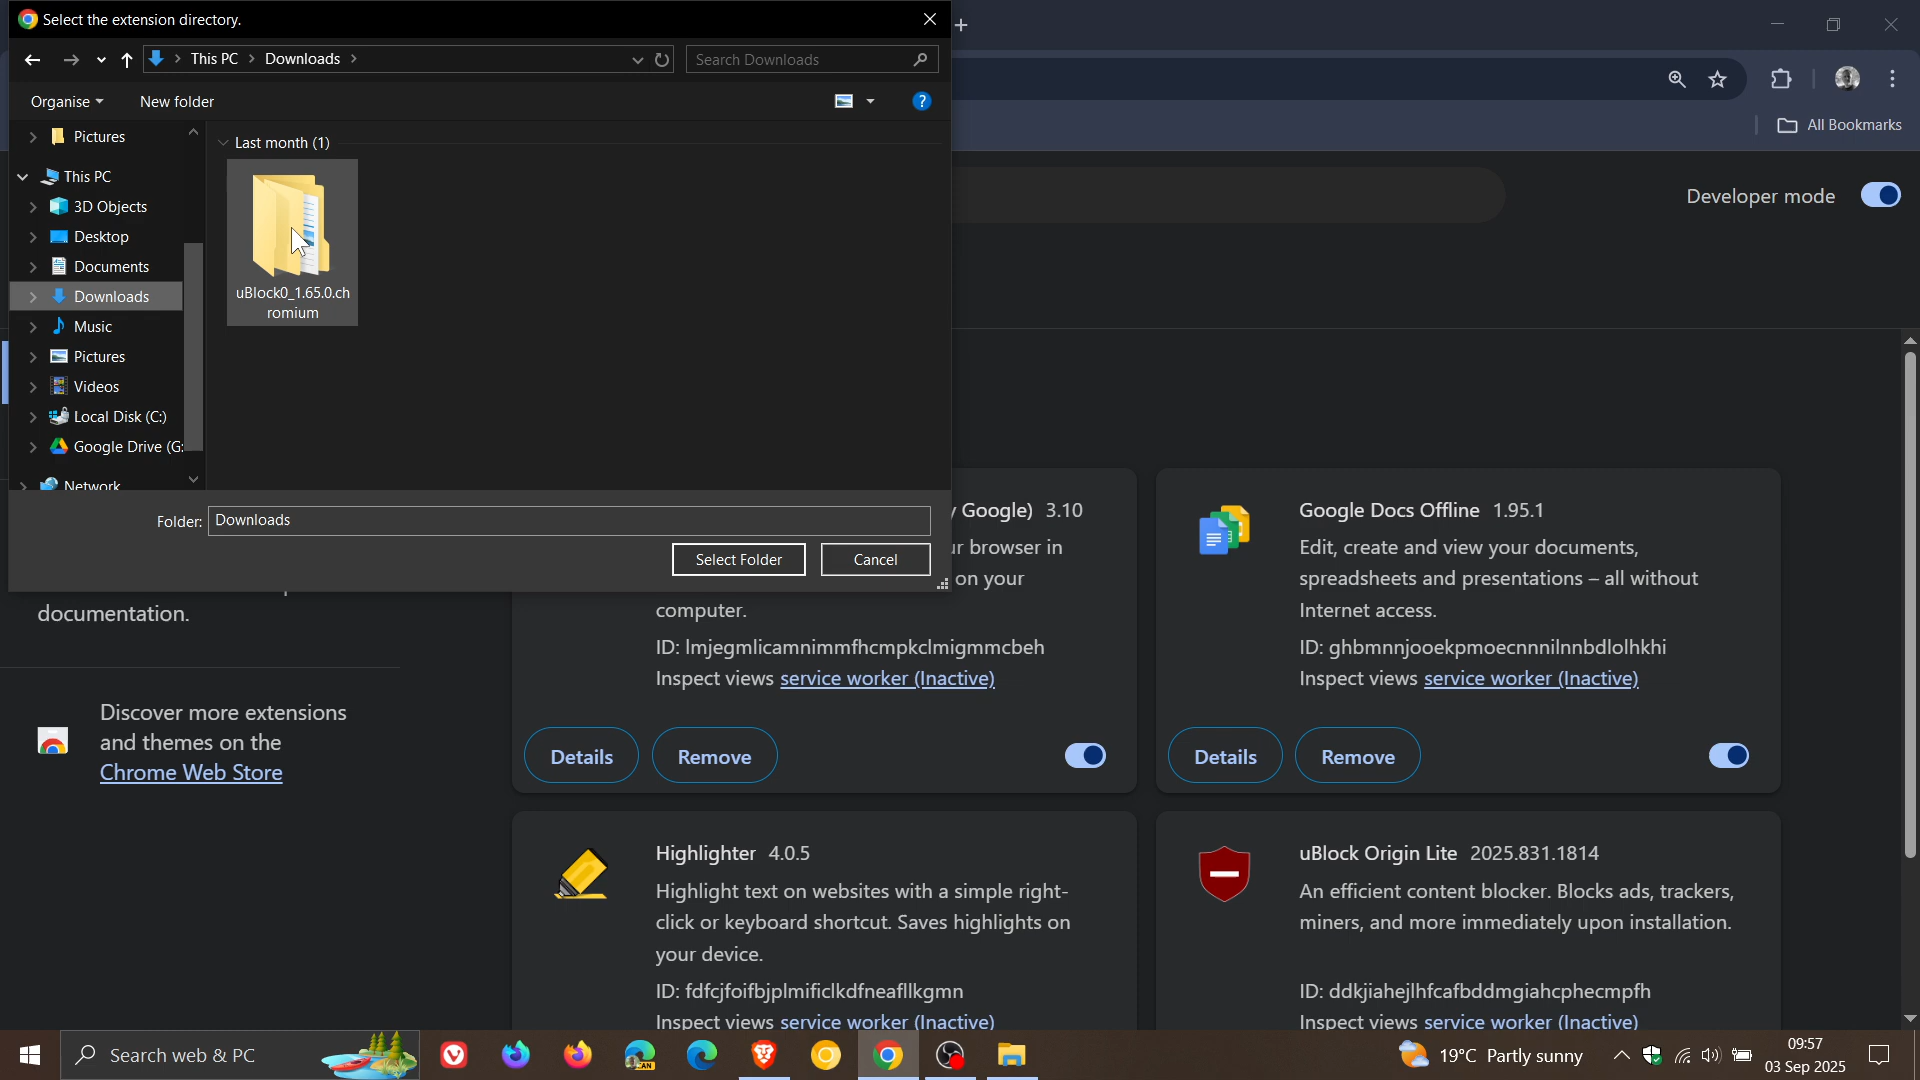 Select the extension directory.
This PC
Downloads
Search Downloads
Organise
New folder
Pictures
This PC
3D Objects
Desktop
Documents
Downloads
Music
Pictures
Videos
Local Disk (C:)
Google Drive (G:
Network
Last month (1)
uBlock0_1.65.0.ch
romium
Folder: Downloads
Select Folder
Cancel
All Bookmarks
Developer mode
documentation.
Discover more extensions
and themes on the
Chrome Web Store
Google) 3.10
browser in
on your
computer.
ID: lmjegmlicamnimmfhcmpkclmigmmcbeh
Inspect views service worker (Inactive)
Details
Remove
Google Docs Offline 1.95.1
Edit, create and view your documents,
spreadsheets and presentations – all without
Internet access.
ID: ghbmnnjooekpmoecnnnilnnbdlolhkhi
Inspect views service worker (Inactive)
Details
Remove
Highlighter 4.0.5
Highlight text on websites with a simple right-
click or keyboard shortcut. Saves highlights on
your device.
ID: fdfcjfoifbjplmificlkdfneafllkgmn
Inspect views service worker (Inactive)
uBlock Origin Lite 2025.831.1814
An efficient content blocker. Blocks ads, trackers,
miners, and more immediately upon installation.
ID: ddkjiahejlhfcafbddmgiahcphecmpfh
Inspect views service worker (Inactive)
Search web & PC
19°C Partly sunny
09:57
03 Sep 2025